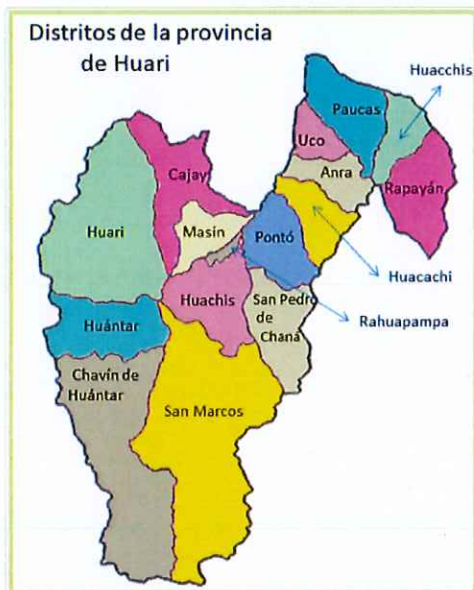 Distritos de la provincia
de Huari
Huacchis
Paucas
Uco
Anra
Cajay
Rapayán
Huari
Masin
Pontó
Huacachi
Huachis
San Pedro
de
Chaná
Rahuapampa
Huántar
Chavín de
Huántar
San Marcos